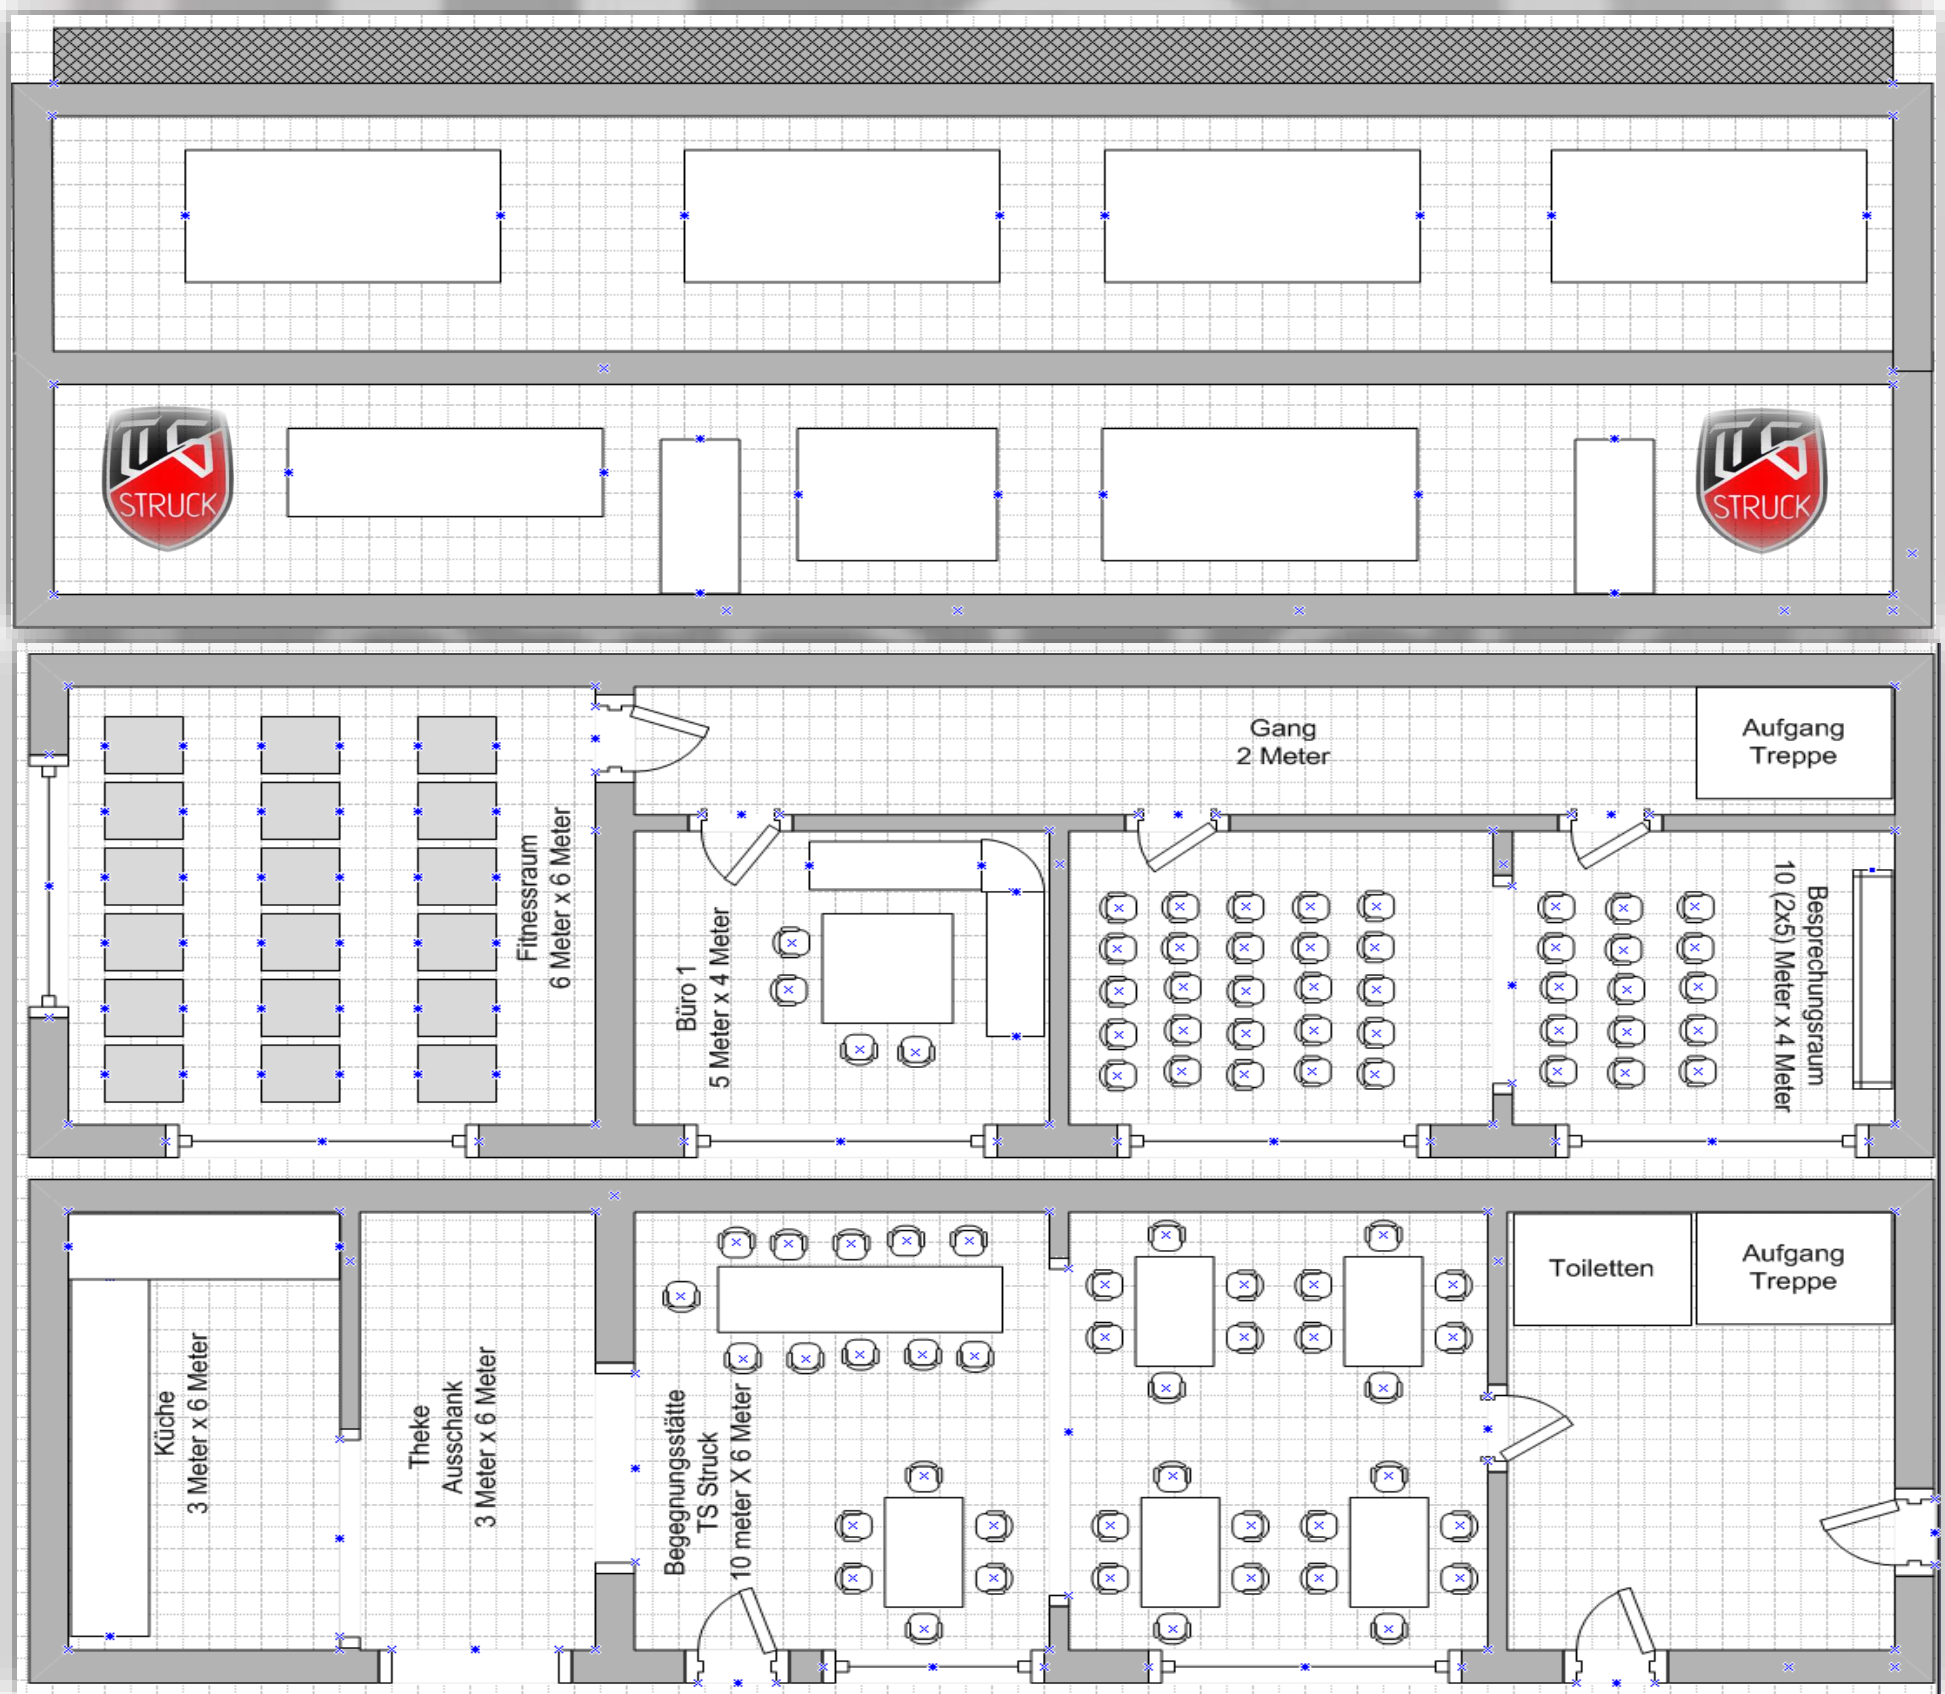 STRUCK
STRUCK
Gang
2 Meter
Aufgang
Treppe
Fitnessraum
6 Meter x 6 Meter
Büro 1
5 Meter x 4 Meter
Besprechungsraum
10 (2x5) Meter x 4 Meter
Küche
3 Meter x 6 Meter
Theke
Ausschank
3 Meter x 6 Meter
Begegnungsstätte
TS Struck
10 meter X 6 Meter
Toiletten
Aufgang
Treppe